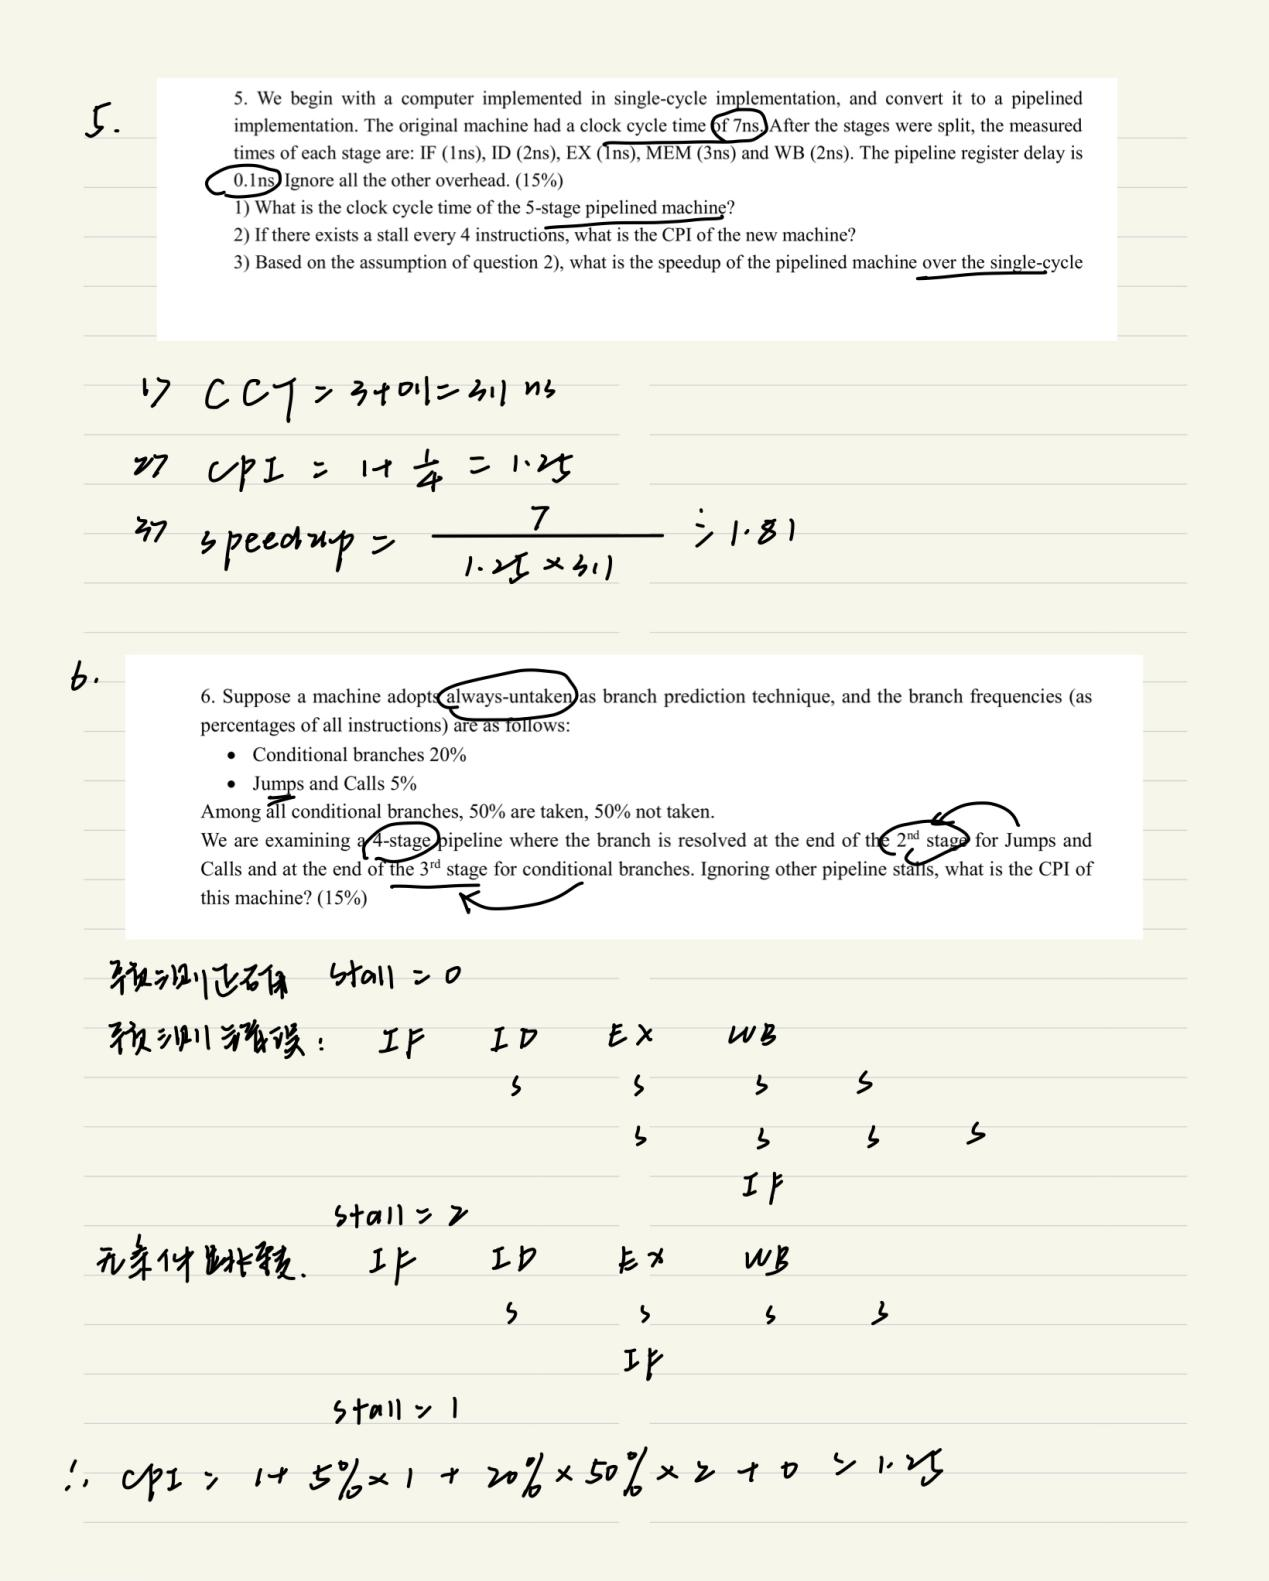 5.
5. We begin with a computer implemented in single-cycle implementation, and convert it to a pipelined
implementation. The original machine had a clock cycle time of 7ns. After the stages were split, the measured
times of each stage are: IF (1ns), ID (2ns), EX (1ns), MEM (3ns) and WB (2ns). The pipeline register delay is
0.1ns. Ignore all the other overhead. (15%)
1) What is the clock cycle time of the 5-stage pipelined machine?
2) If there exists a stall every 4 instructions, what is the CPI of the new machine?
3) Based on the assumption of question 2), what is the speedup of the pipelined machine over the single-cycle
1) CCT = 3+0.1 = 3.1 ns
2) CPI = 1+ 1/4 = 1.25
3) speedup = 7 / 1.25 × 3.1 ≐ 1.81
6.
6. Suppose a machine adopts always-untaken as branch prediction technique, and the branch frequencies (as
percentages of all instructions) are as follows:
• Conditional branches 20%
• Jumps and Calls 5%
Among all conditional branches, 50% are taken, 50% not taken.
We are examining a 4-stage pipeline where the branch is resolved at the end of the 2nd stage for Jumps and
Calls and at the end of the 3rd stage for conditional branches. Ignoring other pipeline stalls, what is the CPI of
this machine? (15%)
预测正确 stall = 0
预测错误: IF ID EX WB
s s s s
s s s s
IF
stall = 2
无条件跳转. IF ID EX WB
s s s s
IF
stall = 1
∴ CPI = 1+ 5% × 1 + 20% × 50% × 2 + 0 = 1.25